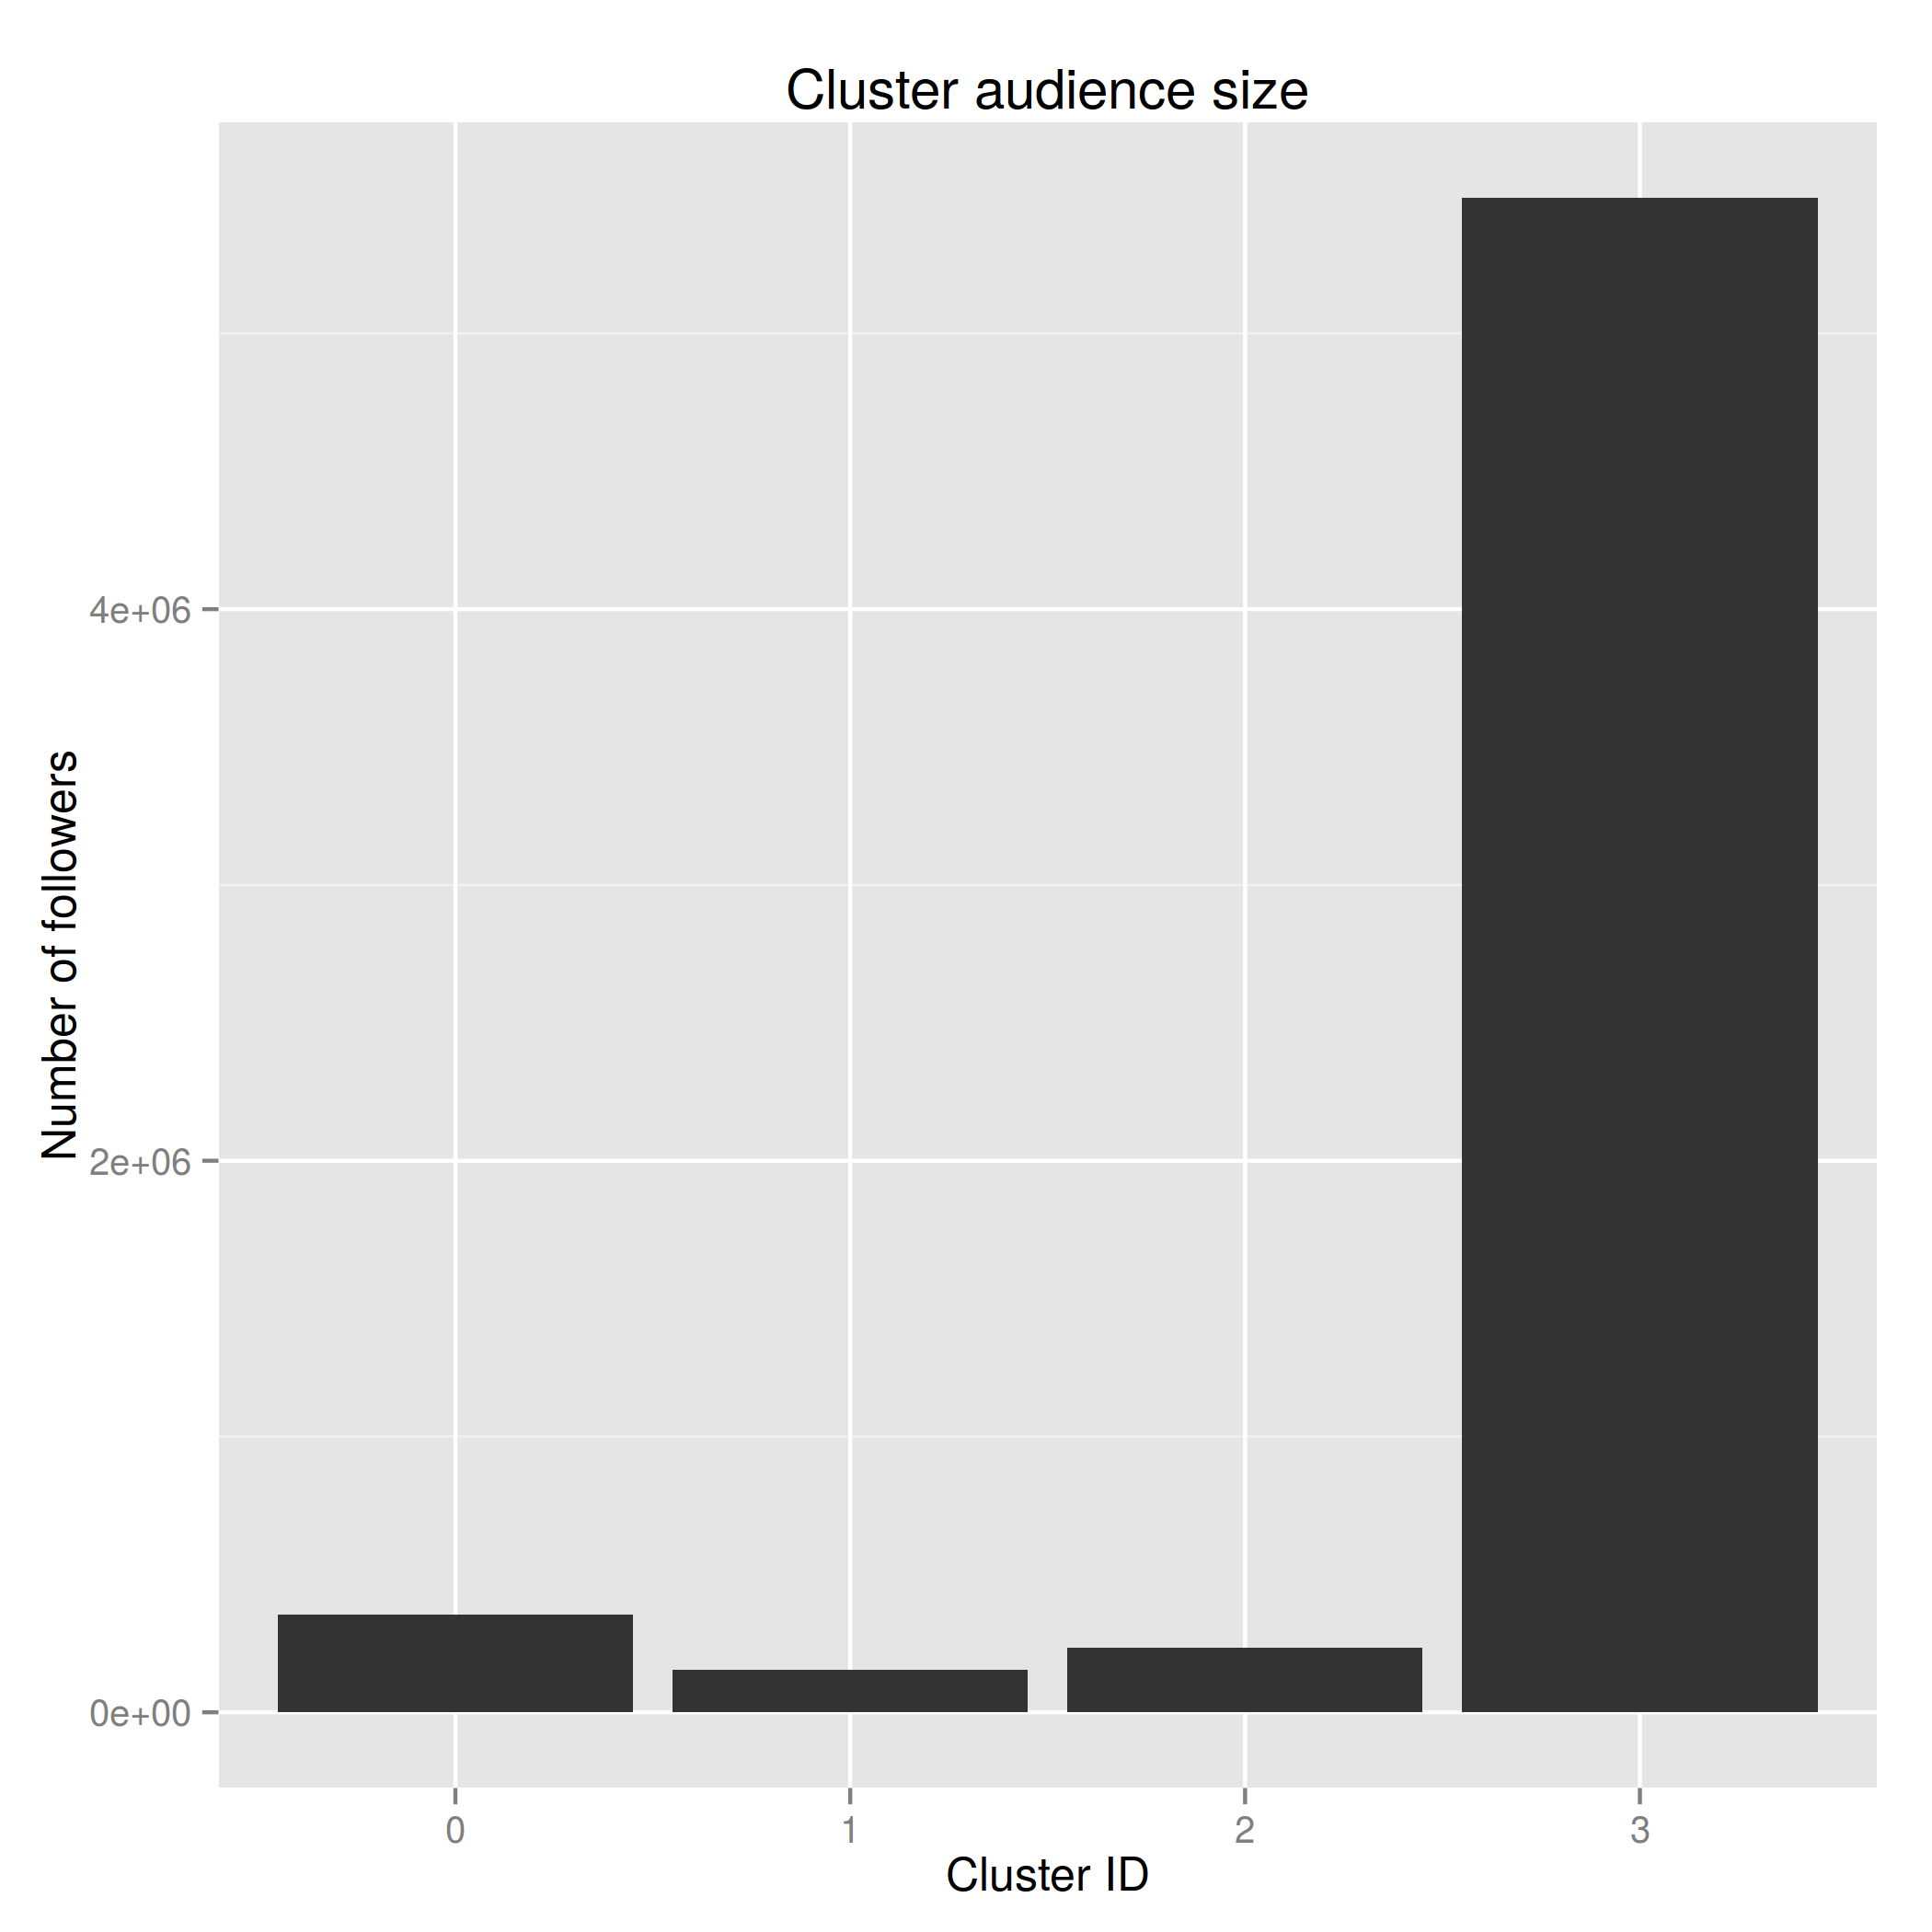 Cluster audience size
Number of followers
4e+06
2e+06
0e+00
0 1 2 3
Cluster ID